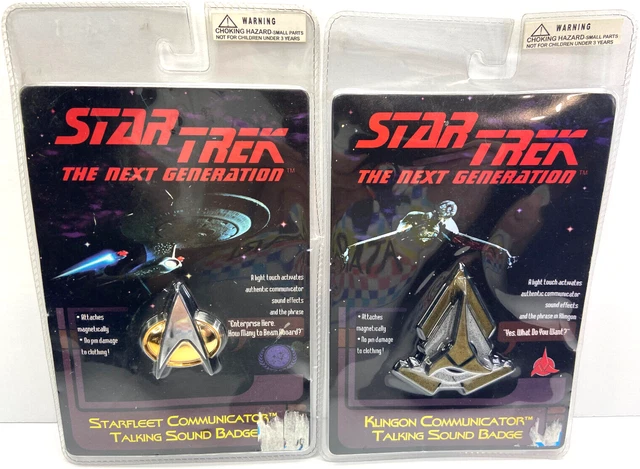 WARNING
CHOKING HAZARD-SMALL PARTS
NOT FOR CHILDREN UNDER 3 YEARS
STAR TREK
THE NEXT GENERATION™
A light touch activates
authentic communicator
sound effects
and the phrase
"Enterprise Here.
How Many to Beam Aboard?"
• Attaches
magnetically
• No pin damage
to clothing!
STARFLEET COMMUNICATOR™
TALKING SOUND BADGE
WARNING
CHOKING HAZARD-SMALL PARTS
NOT FOR CHILDREN UNDER 3 YEARS
STAR TREK
THE NEXT GENERATION™
A light touch activates
authentic communicator
sound effects
and the phrase in Klingon
"Yes. What Do You Want?"
• Attaches
magnetically
• No pin damage
to clothing!
KLINGON COMMUNICATOR™
TALKING SOUND BADGE